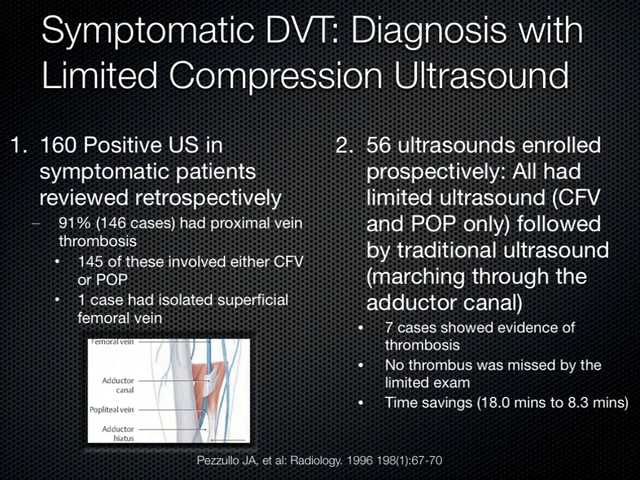 Symptomatic DVT: Diagnosis with
Limited Compression Ultrasound
1. 160 Positive US in
symptomatic patients
reviewed retrospectively
– 91% (146 cases) had proximal vein
thrombosis
• 145 of these involved either CFV
or POP
• 1 case had isolated superficial
femoral vein
Femoral vein
Adductor
canal
Popliteal vein
Adductor
hiatus
2. 56 ultrasounds enrolled
prospectively: All had
limited ultrasound (CFV
and POP only) followed
by traditional ultrasound
(marching through the
adductor canal)
• 7 cases showed evidence of
thrombosis
• No thrombus was missed by the
limited exam
• Time savings (18.0 mins to 8.3 mins)
Pezzullo JA, et al: Radiology. 1996 198(1):67-70